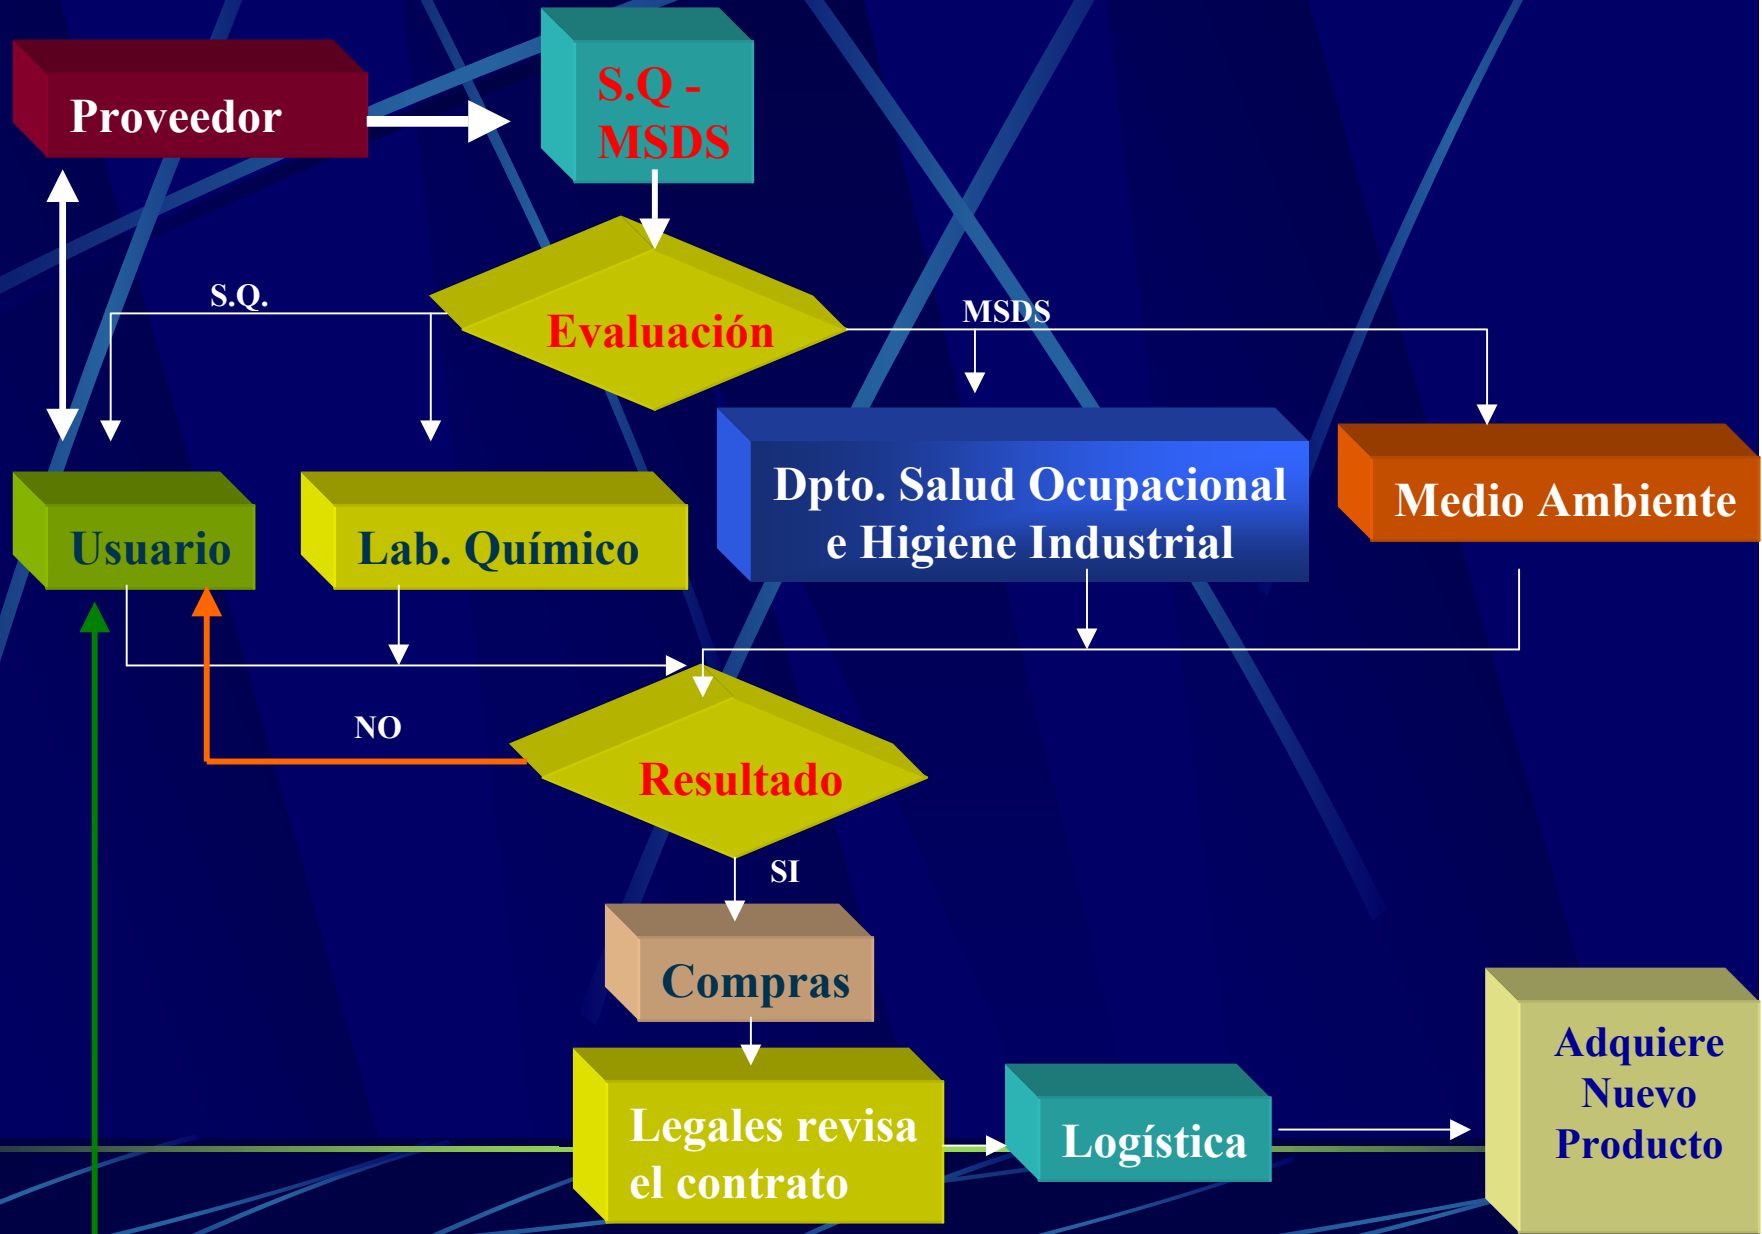 Proveedor
S.Q -
MSDS
S.Q.
Evaluación
MSDS
Usuario
Lab. Químico
Dpto. Salud Ocupacional
e Higiene Industrial
Medio Ambiente
NO
Resultado
SI
Compras
Legales revisa
el contrato
Logística
Adquiere
Nuevo
Producto